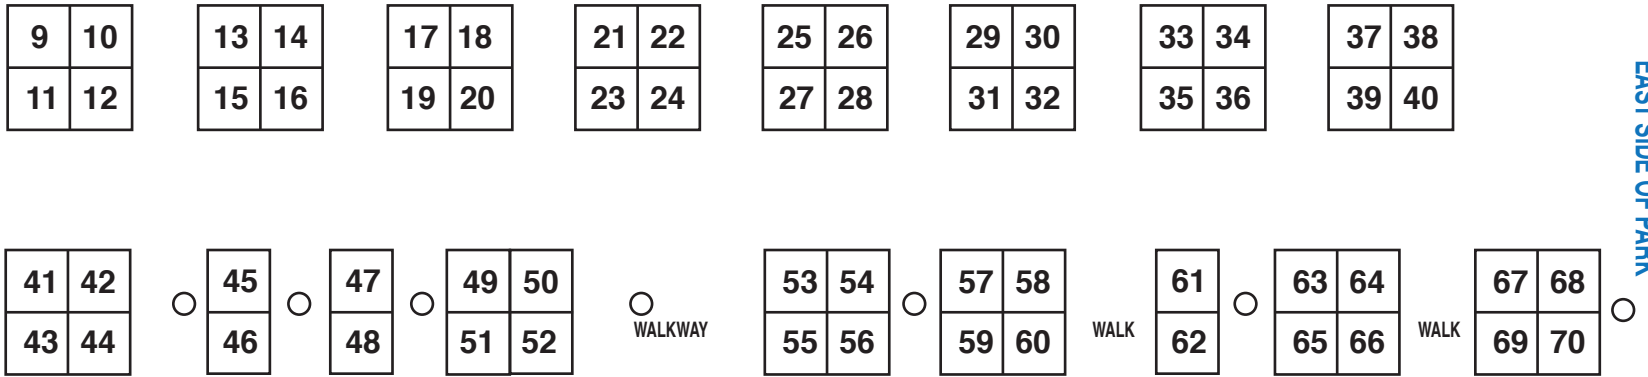 9 10 13 14 17 18 21 22 25 26 29 30 33 34 37 38
11 12 15 16 19 20 23 24 27 28 31 32 35 36 39 40
EAST SIDE OF PARK
41 42 45 47 49 50 53 54 57 58 61 63 64 67 68
WALKWAY WALK WALK
43 44 46 48 51 52 55 56 59 60 62 65 66 69 70